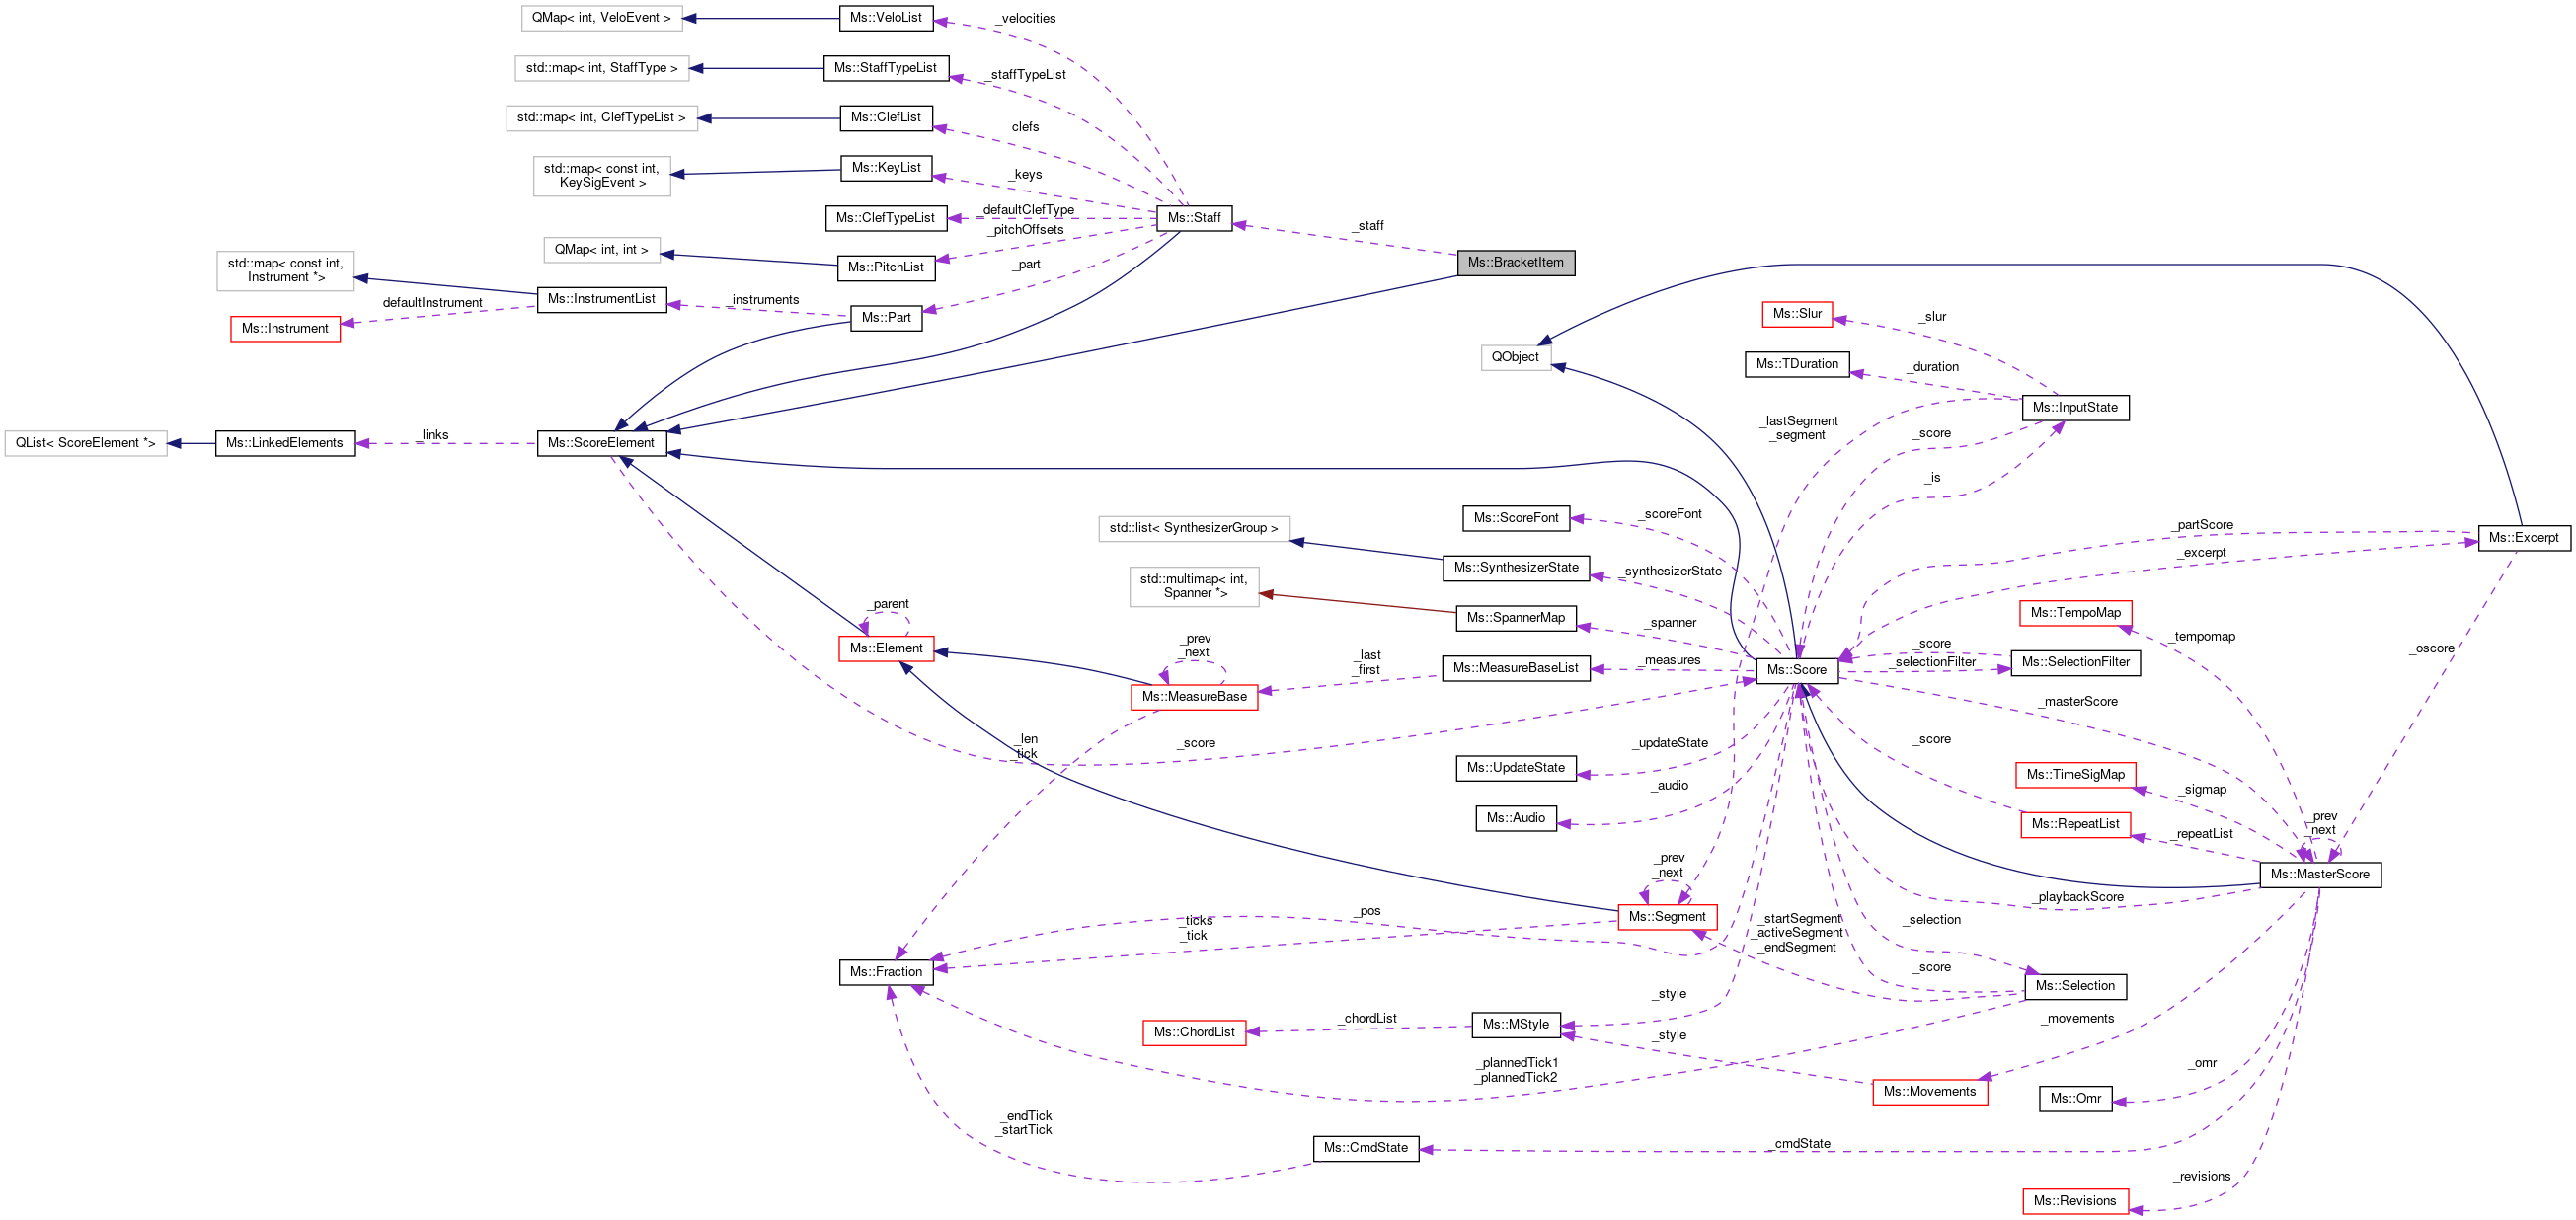 QMap< int, VeloEvent >
Ms::VeloList
_velocities
std::map< int, StaffType >
Ms::StaffTypeList
_staffTypeList
std::map< int, ClefTypeList >
Ms::ClefList
clefs
std::map< const int,
KeySigEvent >
Ms::KeyList
_keys
Ms::ClefTypeList
_defaultClefType
Ms::Staff
_staff
_pitchOffsets
QMap< int, int >
Ms::PitchList
_part
Ms::BracketItem
std::map< const int,
Instrument *>
Ms::InstrumentList
_instruments
defaultInstrument
Ms::Instrument
Ms::Part
Ms::Slur
_slur
QObject
Ms::TDuration
_duration
Ms::InputState
_lastSegment
_segment
_score
_is
QList< ScoreElement *>
Ms::LinkedElements
_links
Ms::ScoreElement
Ms::ScoreFont
_scoreFont
std::list< SynthesizerGroup >
Ms::SynthesizerState
_synthesizerState
_partScore
_excerpt
Ms::Excerpt
std::multimap< int,
Spanner *>
Ms::SpannerMap
_spanner
_parent
Ms::Element
_prev
_next
Ms::MeasureBase
_last
_first
Ms::MeasureBaseList
_measures
Ms::Score
Ms::TempoMap
_tempomap
_score
_selectionFilter
Ms::SelectionFilter
_oscore
_masterScore
_len
_tick
_score
_updateState
Ms::UpdateState
_audio
Ms::Audio
_score
Ms::TimeSigMap
_sigmap
Ms::RepeatList
_repeatList
_prev
_next
Ms::MasterScore
_playbackScore
_prev
_next
Ms::Segment
_pos
_ticks
_tick
_startSegment
_activeSegment
_endSegment
_selection
_score
Ms::Fraction
Ms::Selection
_style
Ms::ChordList
_chordList
Ms::MStyle
_style
_movements
_plannedTick1
_plannedTick2
Ms::Movements
_omr
Ms::Omr
_endTick
_startTick
Ms::CmdState
_cmdState
_revisions
Ms::Revisions